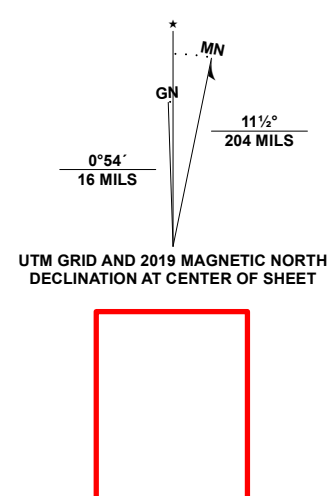 ★
MN
GN
11½°
204 MILS
0°54´
16 MILS
UTM GRID AND 2019 MAGNETIC NORTH
DECLINATION AT CENTER OF SHEET